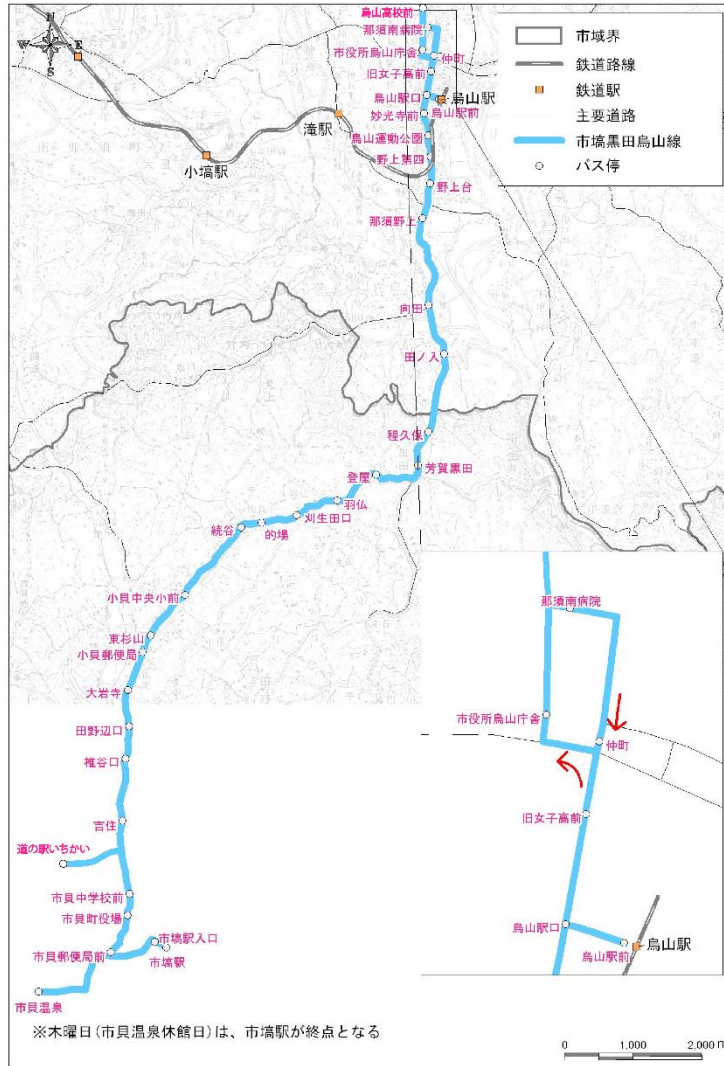 烏山高校前
那須南病院
市役所烏山庁舎
仲町
旧女子高前
烏山駅口
烏山駅
妙光寺前
烏山駅前
烏山運動公園
野上第四
野上台
那須野上
向田
田ノ入
程久保
芳賀黒田
登屋
羽仏
刈生田口
的場
続谷
小貝中央小前
東杉山
小貝郵便局
大岩寺
田野辺口
椎谷口
吉住
道の駅いちかい
市貝中学校前
市貝町役場
市塙駅入口
市塙駅
市貝郵便局前
市貝温泉
※木曜日(市貝温泉休館日)は、市塙駅が終点となる
N
W
E
S
滝駅
小塙駅
市域界
鉄道路線
鉄道駅
主要道路
市塙黒田烏山線
バス停
那須南病院
市役所烏山庁舎
仲町
旧女子高前
烏山駅口
烏山駅
烏山駅前
0 1,000 2,000 m